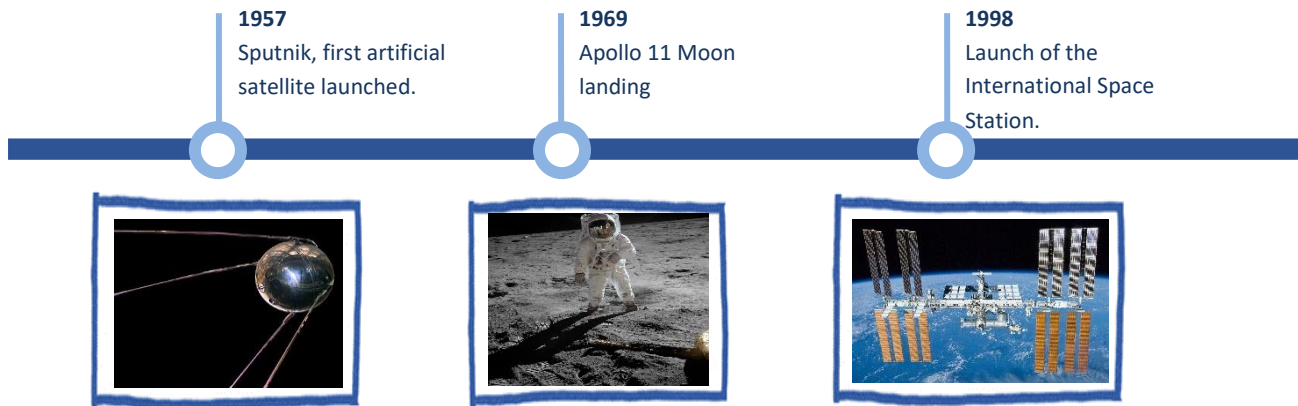 1957
Sputnik, first artificial
satellite launched.
1969
Apollo 11 Moon
landing
1998
Launch of the
International Space
Station.